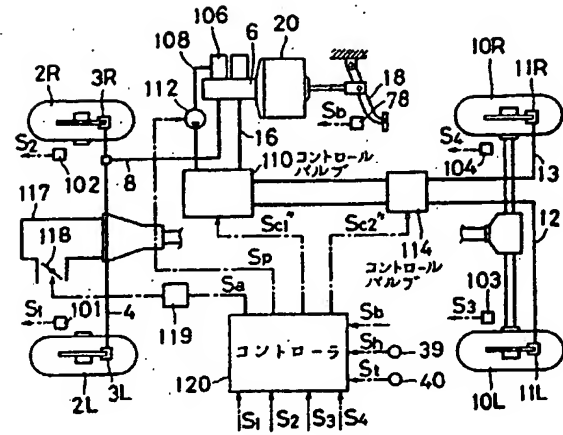 106
20
108
6
2R
3R
112
18
78
Sb
10R
11R
S2
102
8
16
S4
104
13
110 コントロール
バルブ
117
118
Sc1"
Sc2"
114
コントロール
バルブ
12
Sp
S1
101
4
Sa
119
S3
103
Sb
コントローラ
Sh
39
St
40
120
2L
3L
10L
11L
S1 S2 S3 S4